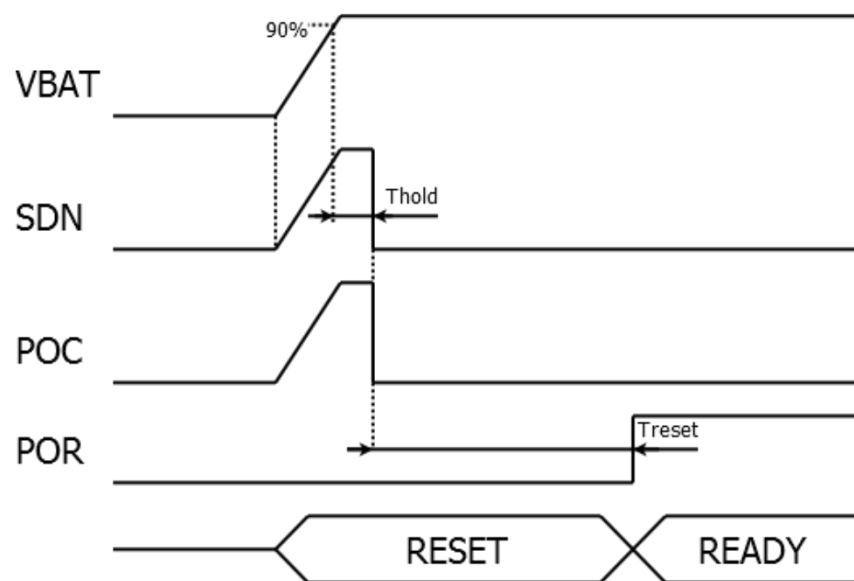 90%
VBAT
Thold
SDN
POC
Treset
POR
RESET
READY